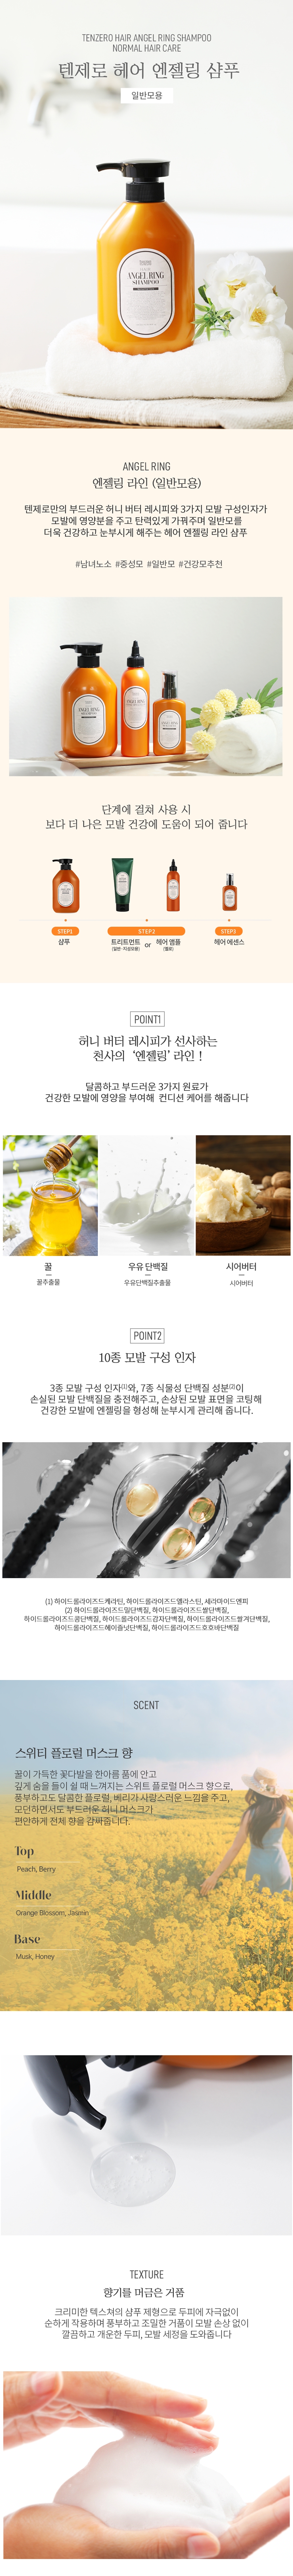 TENZERO HAIR ANGEL RING SHAMPOO
NORMAL HAIR CARE
텐제로 헤어 엔젤링 샴푸
일반모용
ANGEL RING
SHAMPOO
ANGEL RING
엔젤링 라인 (일반모용)
텐제로만의 부드러운 허니 버터 레시피와 3가지 모발 구성인자가
모발에 영양분을 주고 탄력있게 가꿔주며 일반모를
더욱 건강하고 눈부시게 해주는 헤어 엔젤링 라인 샴푸
#남녀노소 #중성모 #일반모 #건강모추천
ANGEL RING
ANGEL RING
ANGEL RING
단계에 걸쳐 사용 시
보다 더 나은 모발 건강에 도움이 되어 줍니다
STEP1
STEP2
STEP3
샴푸
트리트먼트
(일반 · 지성모용)
or
헤어 앰플
(별로)
헤어 에센스
POINT1
허니 버터 레시피가 선사하는
천사의 ‘엔젤링’ 라인 !
달콤하고 부드러운 3가지 원료가
건강한 모발에 영양을 부여해 컨디션 케어를 해줍니다
꿀
꿀추출물
우유 단백질
우유단백질추출물
시어버터
시어버터
POINT2
10종 모발 구성 인자
3종 모발 구성 인자(1)와, 7종 식물성 단백질 성분(2)이
손실된 모발 단백질을 충전해주고, 손상된 모발 표면을 코팅해
건강한 모발에 엔젤링을 형성해 눈부시게 관리해 줍니다.
(1) 하이드롤라이즈드케라틴, 하이드롤라이즈드엘라스틴, 세라마이드엔피
(2) 하이드롤라이즈드밀단백질, 하이드롤라이즈드쌀단백질,
하이드롤라이즈드콩단백질, 하이드롤라이즈드감자단백질, 하이드롤라이즈드쌀겨단백질,
하이드롤라이즈드헤이즐넛단백질, 하이드롤라이즈드호호바단백질
SCENT
스위티 플로럴 머스크 향
꿀이 가득한 꽃다발을 한아름 품에 안고
깊게 숨을 들이 쉴 때 느껴지는 스위트 플로럴 머스크 향으로,
풍부하고도 달콤한 플로럴, 베리가 사랑스러운 느낌을 주고,
모던하면서도 부드러운 허니 머스크가
편안하게 전체 향을 감싸줍니다.
Top
Peach, Berry
Middle
Orange Blossom, Jasmin
Base
Musk, Honey
TEXTURE
향기를 머금은 거품
크리미한 텍스쳐의 샴푸 제형으로 두피에 자극없이
순하게 작용하며 풍부하고 조밀한 거품이 모발 손상 없이
깔끔하고 개운한 두피, 모발 세정을 도와줍니다